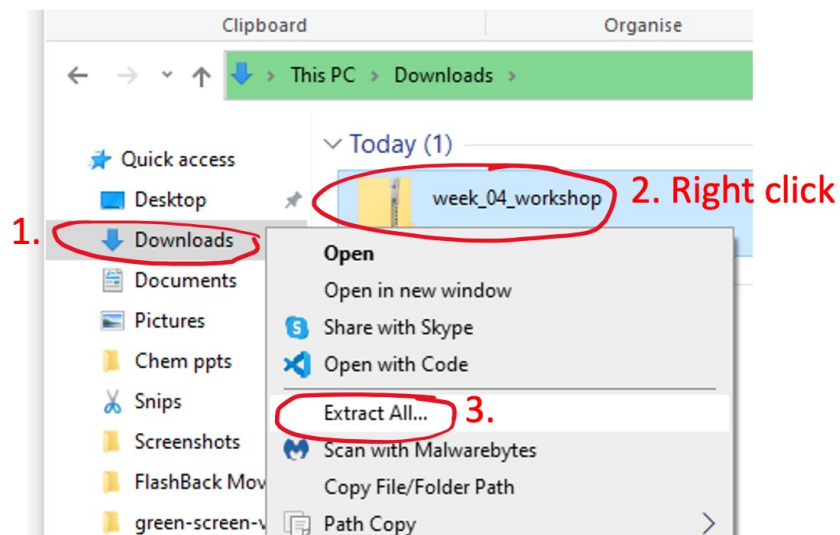 Clipboard
Organise
This PC > Downloads >
Today (1)
Quick access
Desktop
week_04_workshop
2. Right click
1.
Downloads
Documents
Pictures
Chem ppts
Snips
Screenshots
FlashBack Mov
green-screen-v
Open
Open in new window
Share with Skype
Open with Code
Extract All...
3.
Scan with Malwarebytes
Copy File/Folder Path
Path Copy